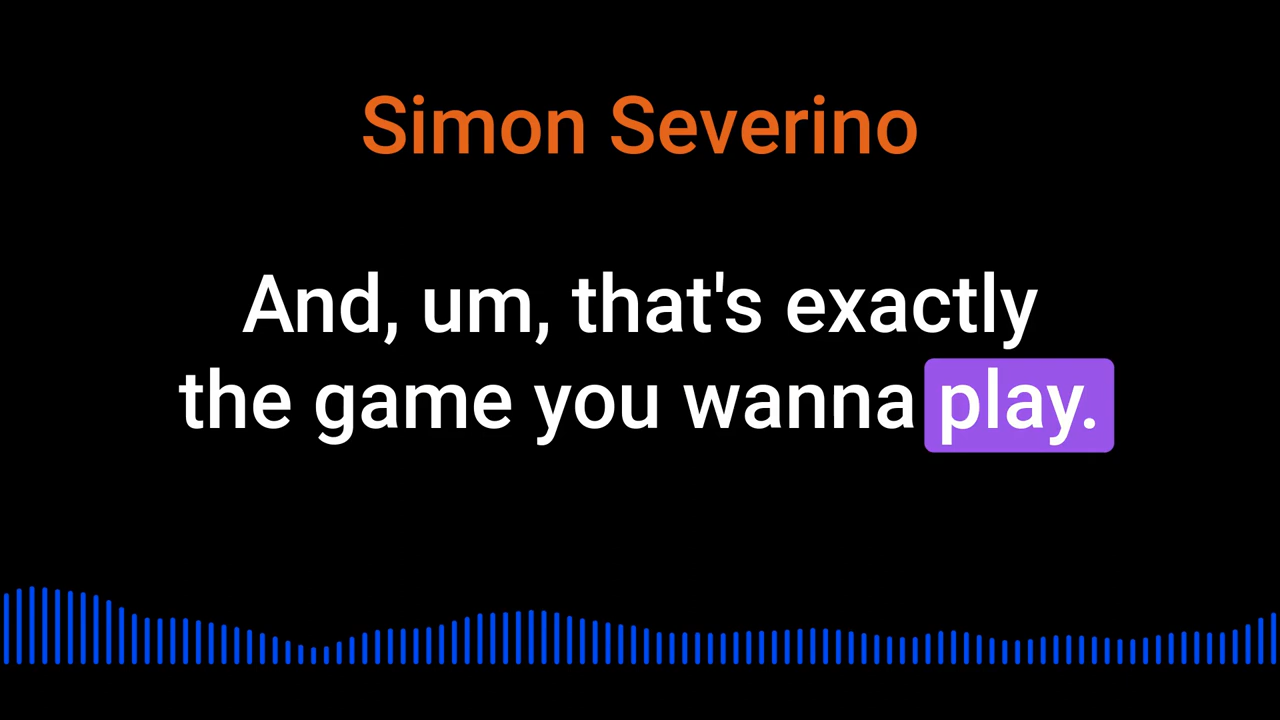 Simon Severino
And, um, that's exactly
the game you wanna play.